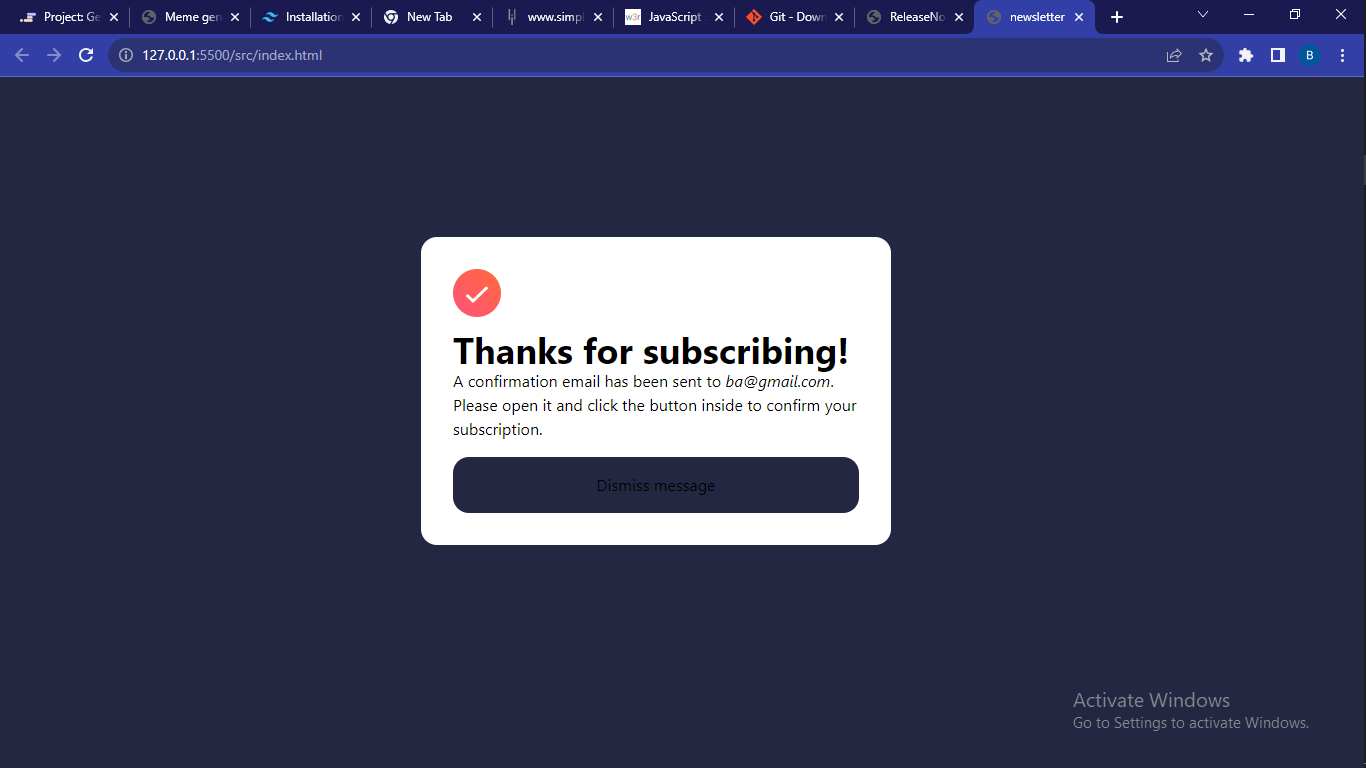 Project: Ge
Meme gen
Installation
New Tab
www.simpl
w3r
JavaScript
Git - Down
ReleaseNo
newsletter
127.0.0.1:5500/src/index.html
B
Thanks for subscribing!
A confirmation email has been sent to ba@gmail.com.
Please open it and click the button inside to confirm your
subscription.
Dismiss message
Activate Windows
Go to Settings to activate Windows.